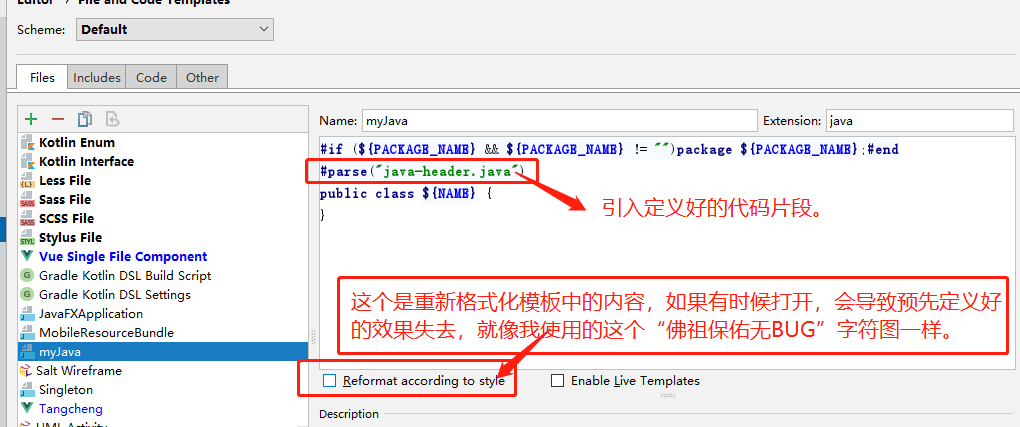 Editor > File and Code Templates
Scheme: Default
Files Includes Code Other
Kotlin Enum
Kotlin Interface
Less File
Sass File
SCSS File
Stylus File
Vue Single File Component
Gradle Kotlin DSL Build Script
Gradle Kotlin DSL Settings
JavaFXApplication
MobileResourceBundle
myJava
Salt Wireframe
Singleton
Tangcheng
UML Activity
Name: myJava Extension: java
#if (${PACKAGE_NAME} && ${PACKAGE_NAME} != "")package ${PACKAGE_NAME};#end
#parse("java-header.java")
public class ${NAME} {
}
引入定义好的代码片段。
这个是重新格式化模板中的内容，如果有时候打开，会导致预先定义好
的效果失去，就像我使用的这个“佛祖保佑无BUG”字符图一样。
Reformat according to style Enable Live Templates
Description